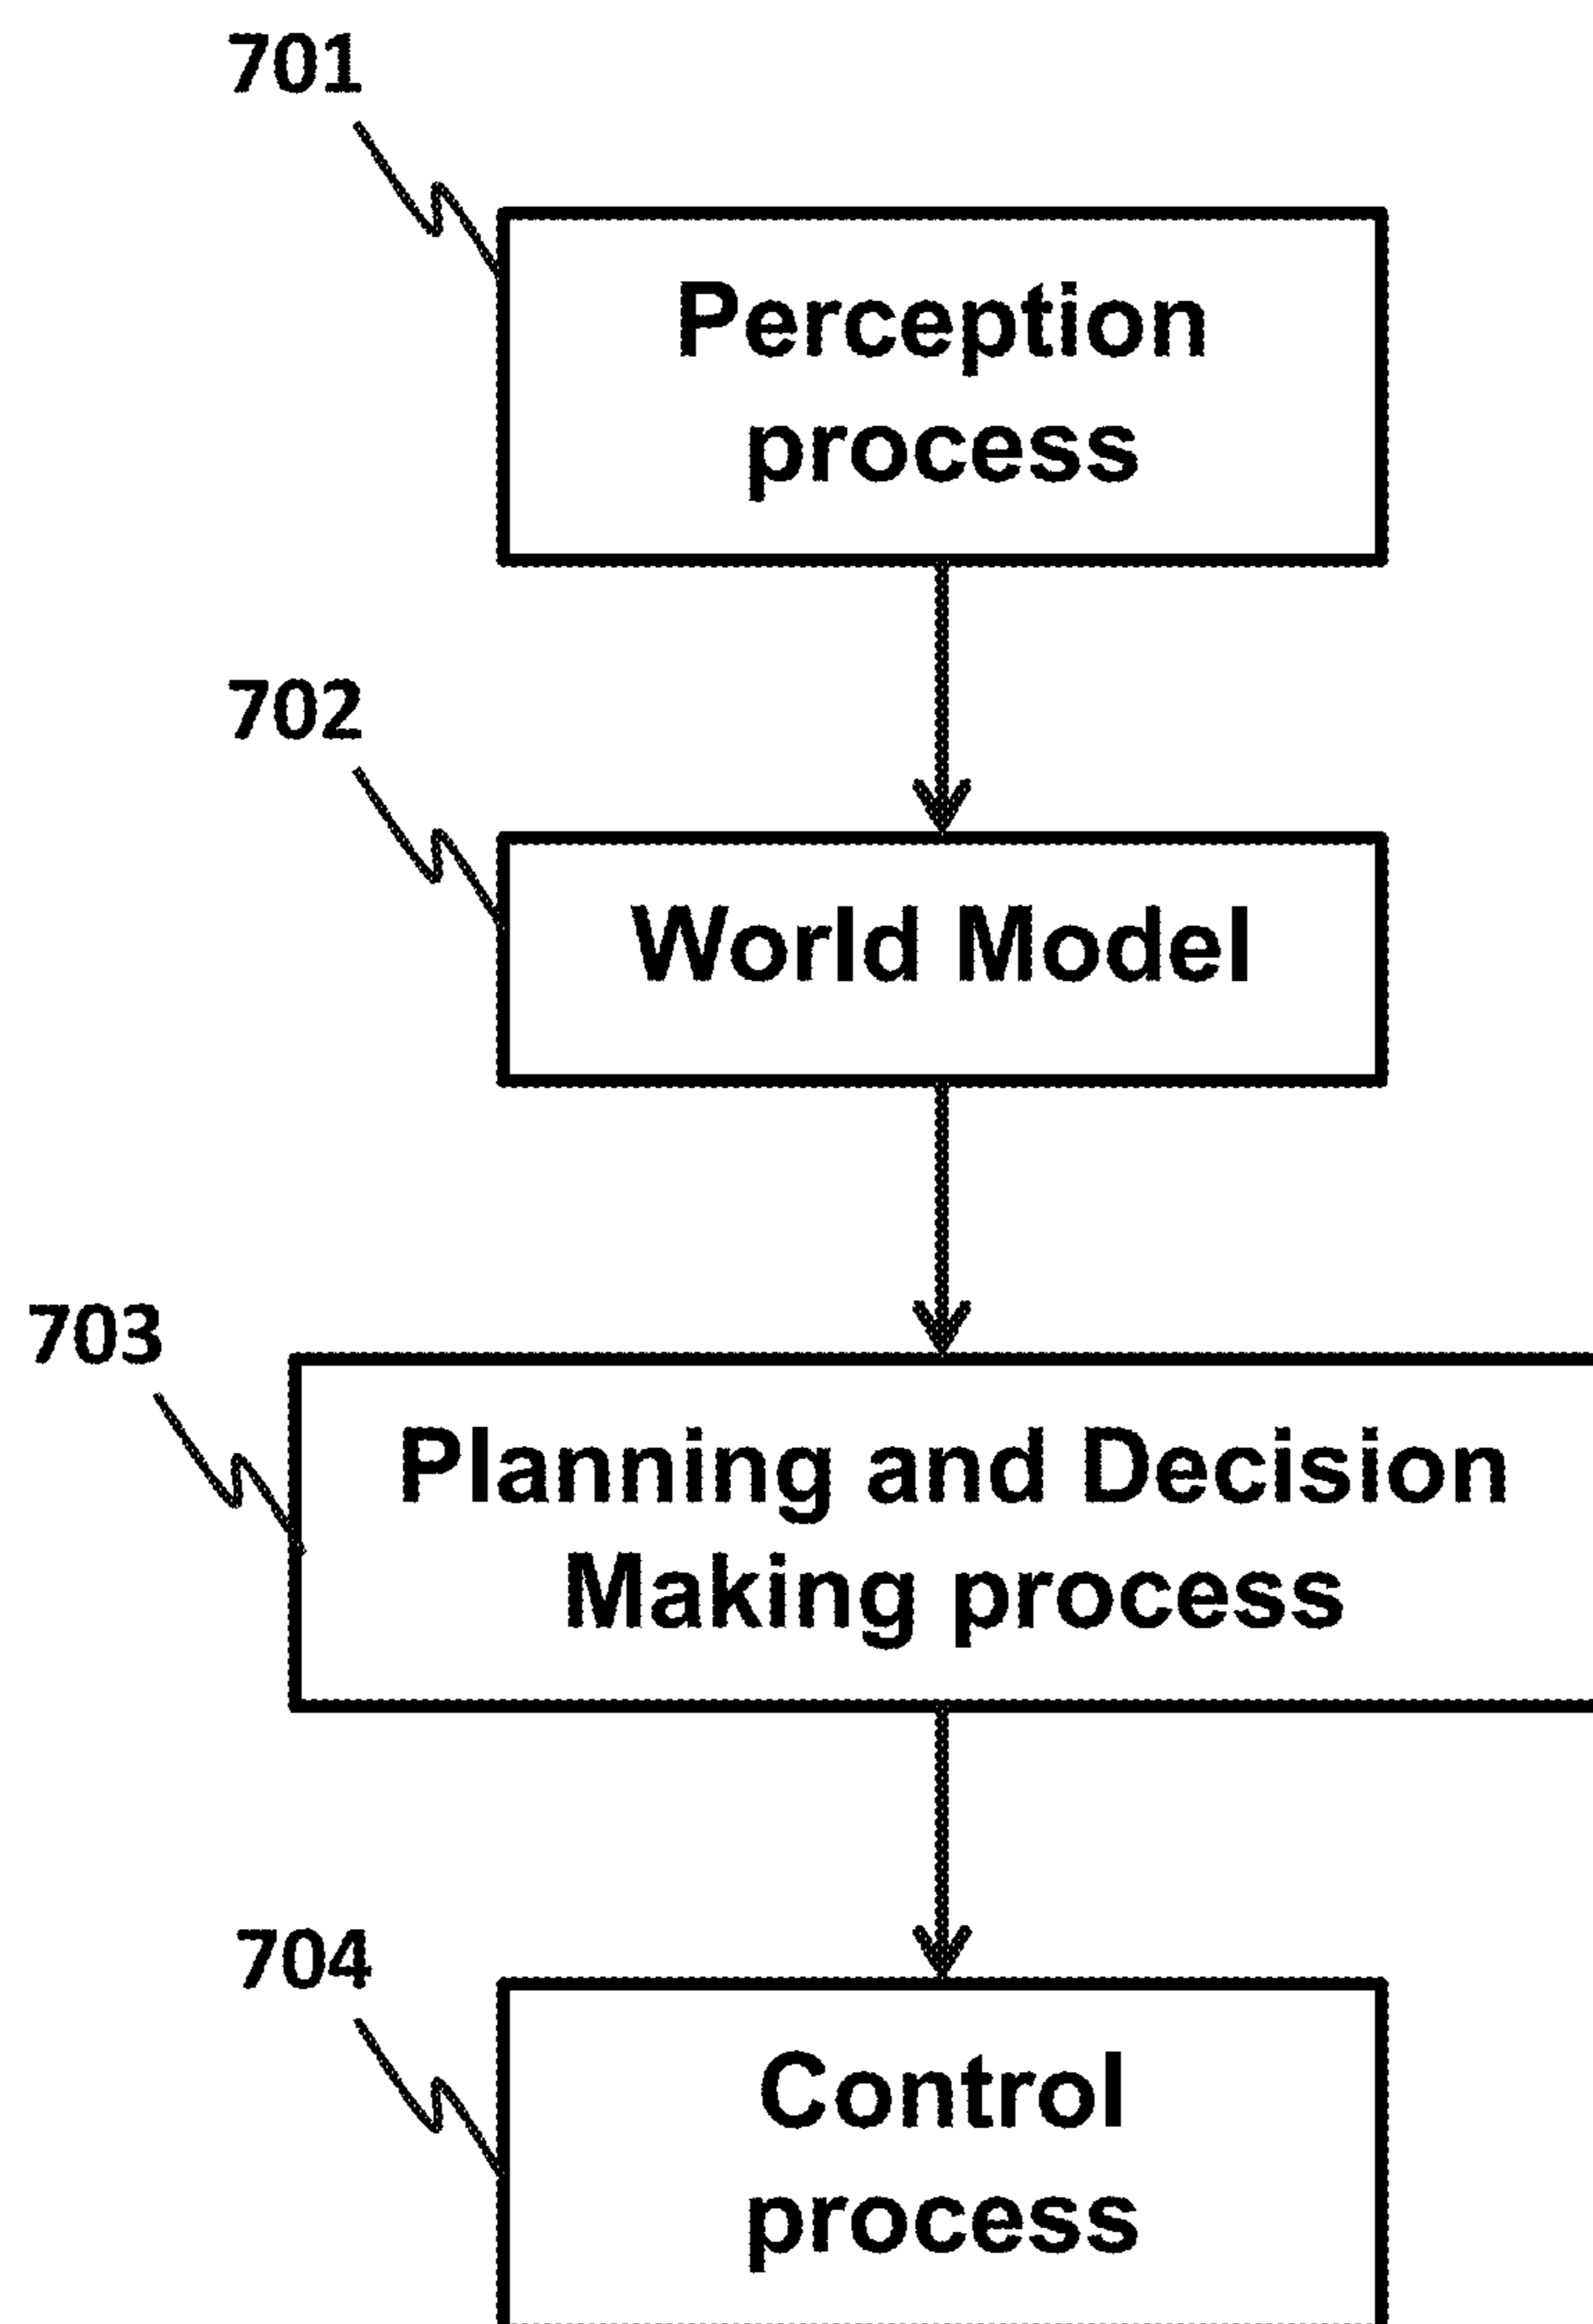 701
Perception
process
702
World Model
703
Planning and Decision
Making process
704
Control
process